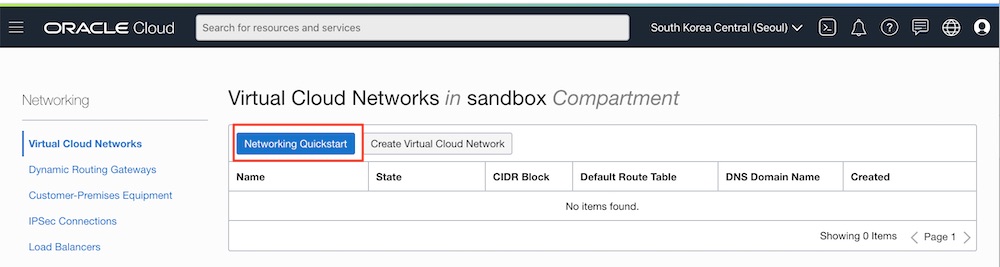 ORACLE Cloud
Search for resources and services
South Korea Central (Seoul)
Networking
Virtual Cloud Networks
Dynamic Routing Gateways
Customer-Premises Equipment
IPSec Connections
Load Balancers
Virtual Cloud Networks in sandbox Compartment
Networking Quickstart
Create Virtual Cloud Network
Name State CIDR Block Default Route Table DNS Domain Name Created
No items found.
Showing 0 Items Page 1